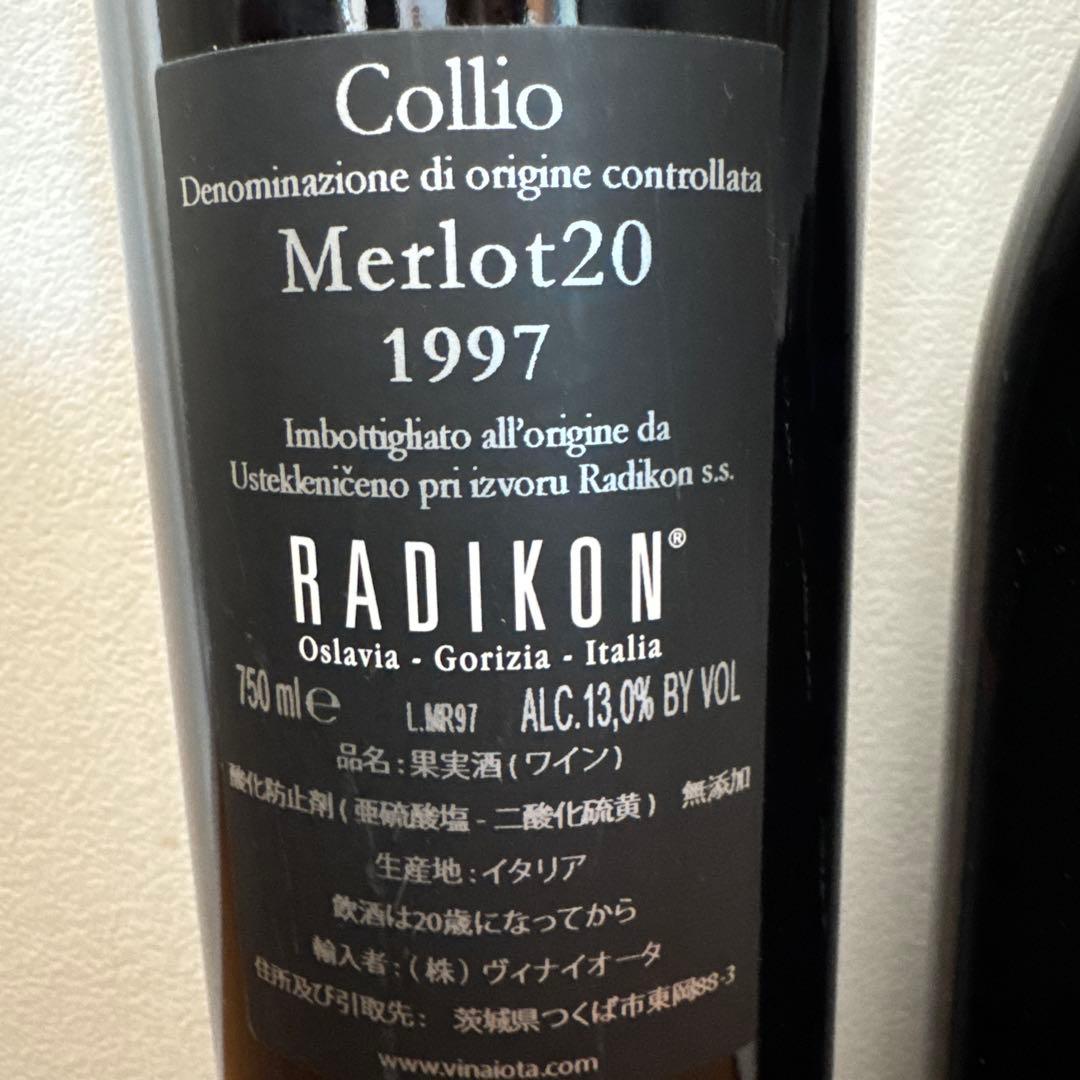 Collio
Denominazione di origine controllata
Merlot20
1997
Imbottigliato all'origine da
Ustekleničeno pri izvoru Radikon s.s.
RADIKON®
Oslavia - Gorizia - Italia
750 ml ℮ L.MR97 ALC.13,0% BY VOL
品名:果実酒(ワイン)
酸化防止剤(亜硫酸塩-二酸化硫黄) 無添加
生産地:イタリア
飲酒は20歳になってから
輸入者:(株)ヴィナイオータ
住所及び引取先: 茨城県つくば市東岡88-3
www.vinaiota.com